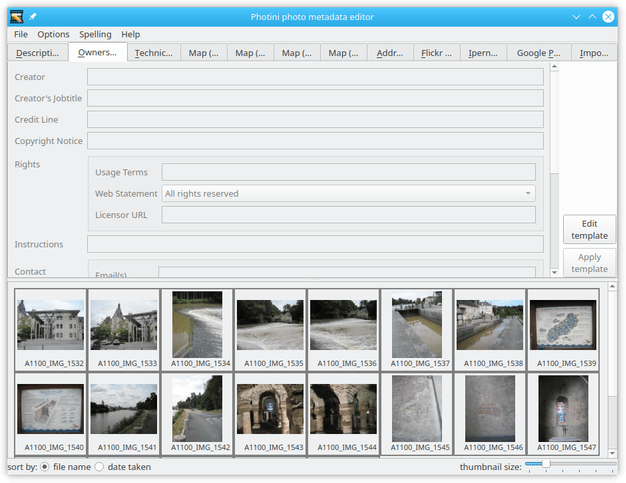 Photini photo metadata editor
File Options Spelling Help
Descripti... Owners... Technic... Map (... Map (... Map (... Map (... Addr... Flickr ... Ipern... Google P... Impo...
Creator
Creator's Jobtitle
Credit Line
Copyright Notice
Rights
Usage Terms
Web Statement All rights reserved
Licensor URL
Edit
template
Instructions
Apply
template
Contact
Email(s)
A1100_IMG_1532 A1100_IMG_1533 A1100_IMG_1534 A1100_IMG_1535 A1100_IMG_1536 A1100_IMG_1537 A1100_IMG_1538 A1100_IMG_1539
A1100_IMG_1540 A1100_IMG_1541 A1100_IMG_1542 A1100_IMG_1543 A1100_IMG_1544 A1100_IMG_1545 A1100_IMG_1546 A1100_IMG_1547
sort by: file name date taken thumbnail size: